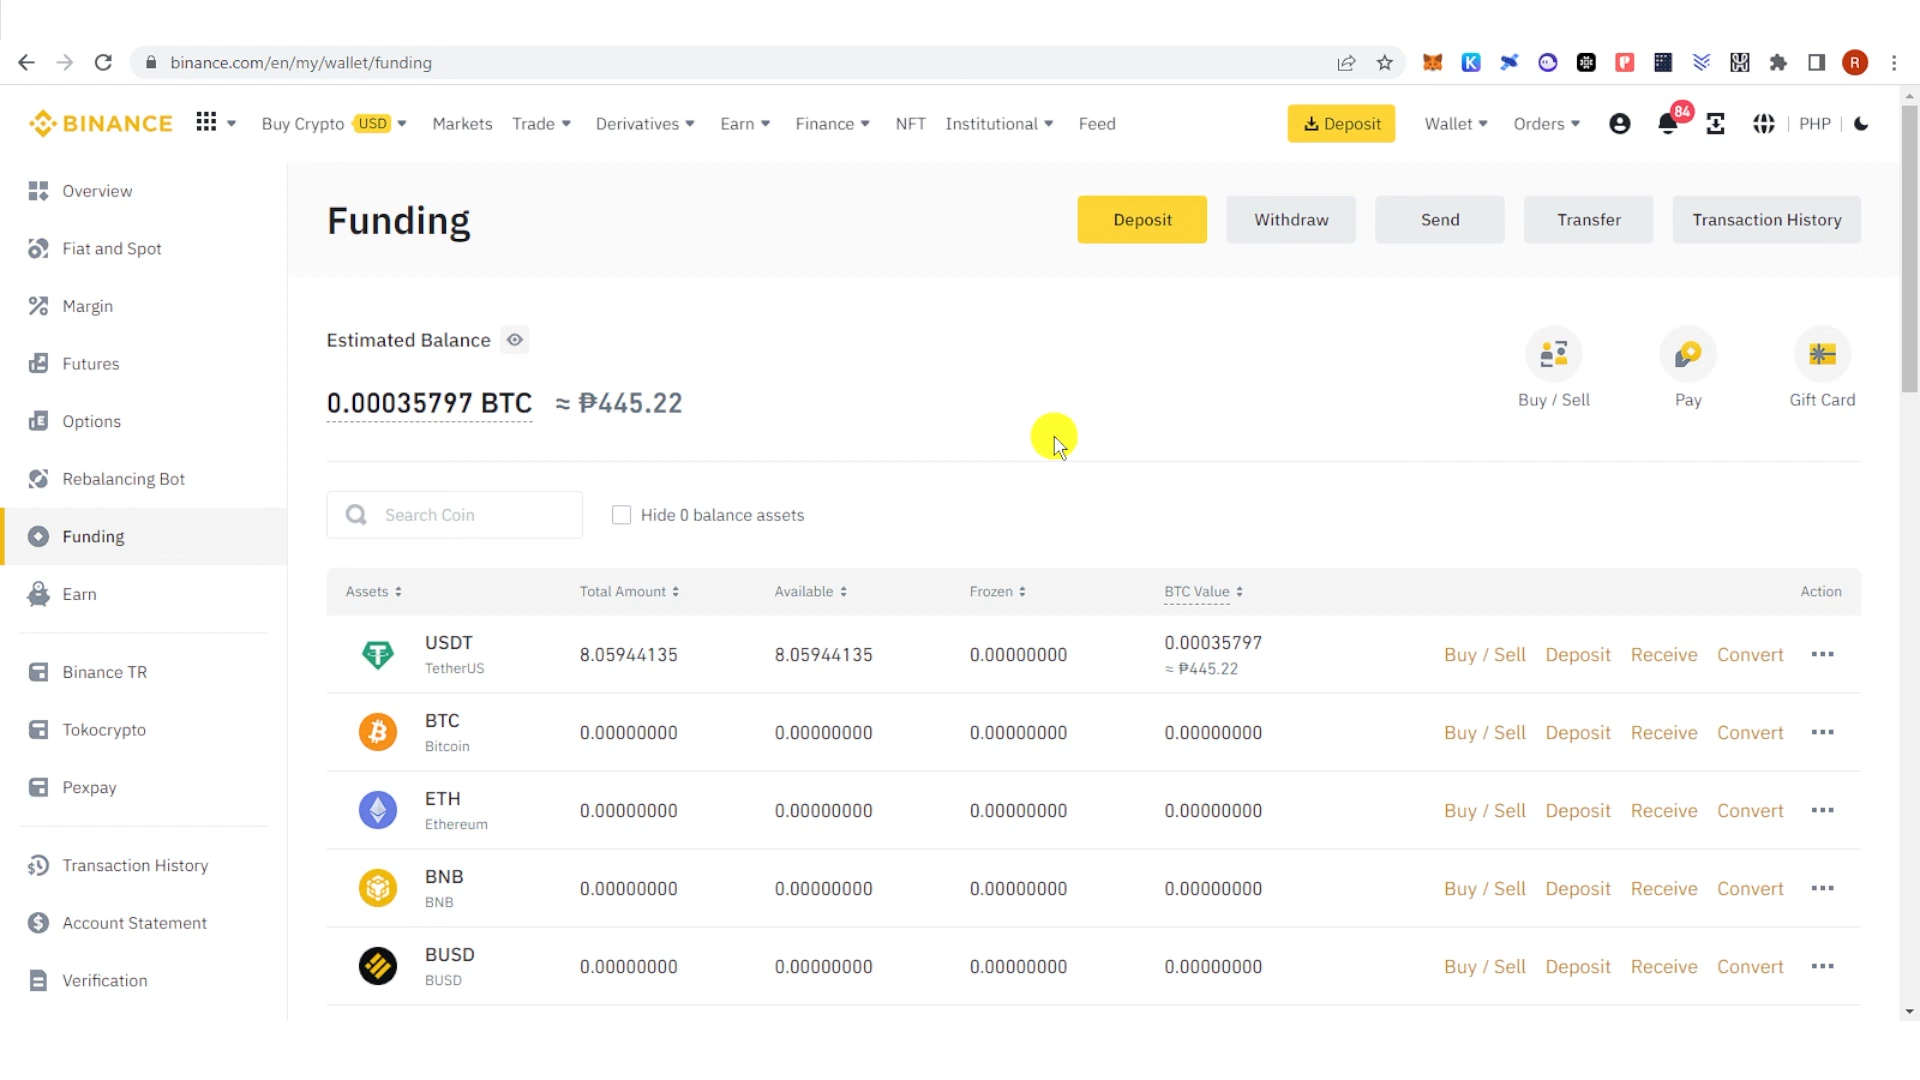 binance.com/en/my/wallet/funding
R
BINANCE Buy Crypto USD Markets Trade Derivatives Earn Finance NFT Institutional Feed Deposit Wallet Orders 84 PHP
Overview
Fiat and Spot
Margin
Futures
Options
Rebalancing Bot
Funding
Earn
Binance TR
Tokocrypto
Pexpay
Transaction History
Account Statement
Verification
Funding
Deposit Withdraw Send Transfer Transaction History
Estimated Balance
0.00035797 BTC ≈ ₱445.22
Buy / Sell Pay Gift Card
Search Coin Hide 0 balance assets
Assets Total Amount Available Frozen BTC Value Action
USDT 8.05944135 8.05944135 0.00000000 0.00035797 Buy / Sell Deposit Receive Convert
TetherUS ≈ ₱445.22
BTC 0.00000000 0.00000000 0.00000000 0.00000000 Buy / Sell Deposit Receive Convert
Bitcoin
ETH 0.00000000 0.00000000 0.00000000 0.00000000 Buy / Sell Deposit Receive Convert
Ethereum
BNB 0.00000000 0.00000000 0.00000000 0.00000000 Buy / Sell Deposit Receive Convert
BNB
BUSD 0.00000000 0.00000000 0.00000000 0.00000000 Buy / Sell Deposit Receive Convert
BUSD